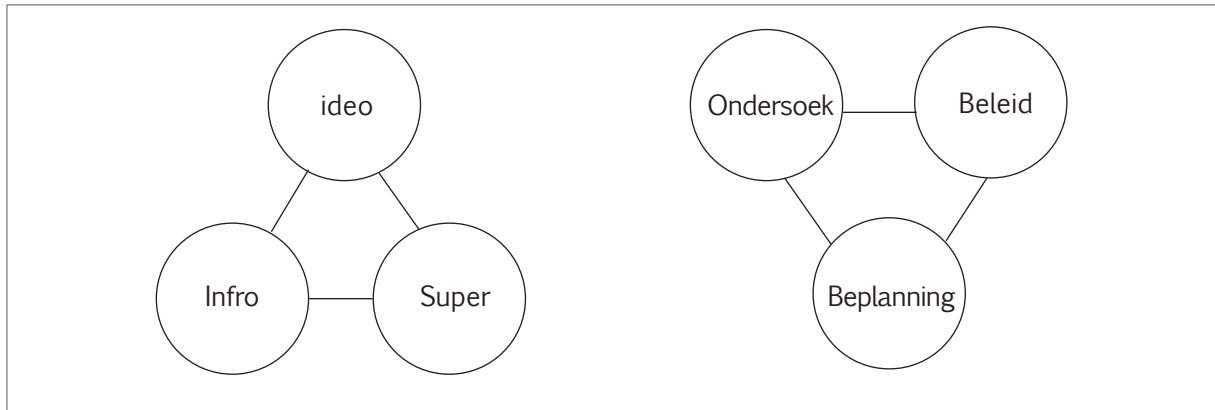 ideo
Infro
Super
Ondersoek
Beleid
Beplanning